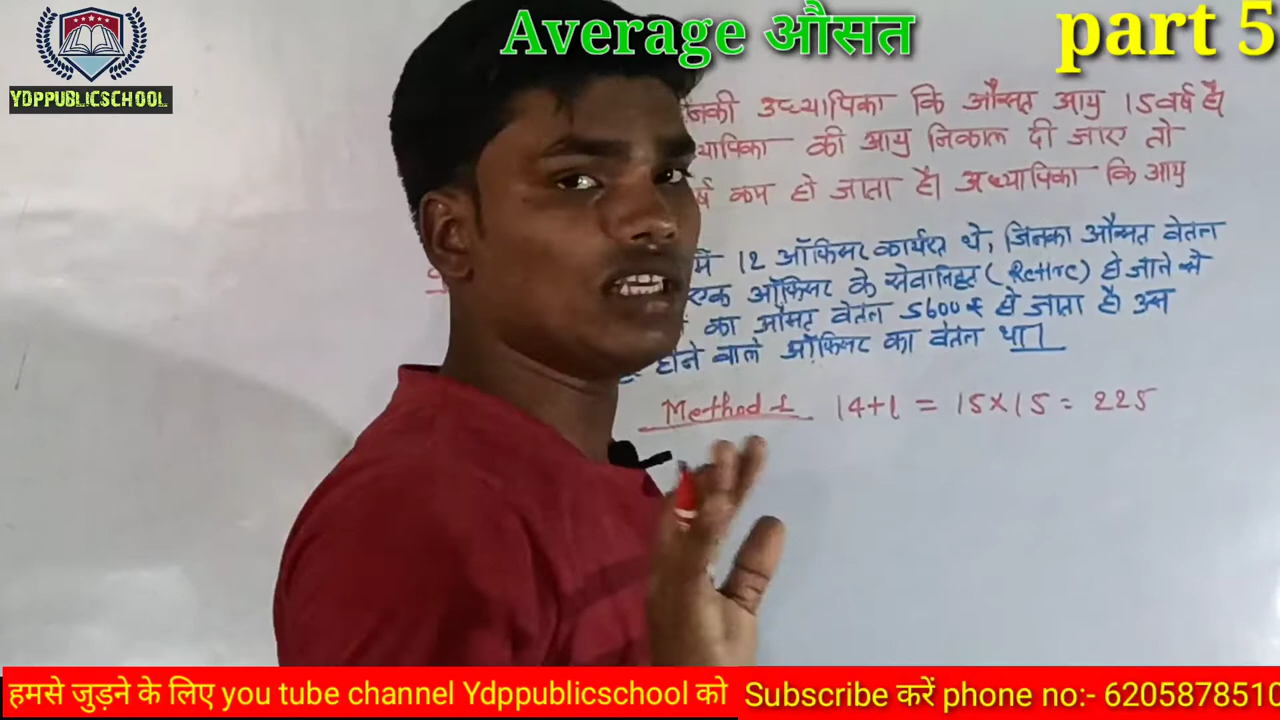 Average औसत
part 5
YDPPUBLICSCHOOL
नकी अध्यापिका कि औसत आयु 15 वर्ष है।
यापिका की आयु निकाल दी जाए तो
र्ष कम हो जाता है। अध्यापिका कि आयु
में 12 ऑफिसर कार्यरत थे, जिनका औसत वेतन
एक ऑफिसर के सेवानिवृत (Retire) हो जाने से
का औसत वेतन 5600₹ हो जाता है। उस
होने वाले ऑफिसर का वेतन था।
Method-1 14+1 = 15×15 = 225
हमसे जुड़ने के लिए you tube channel Ydppublicschool को Subscribe करें phone no:- 6205878510